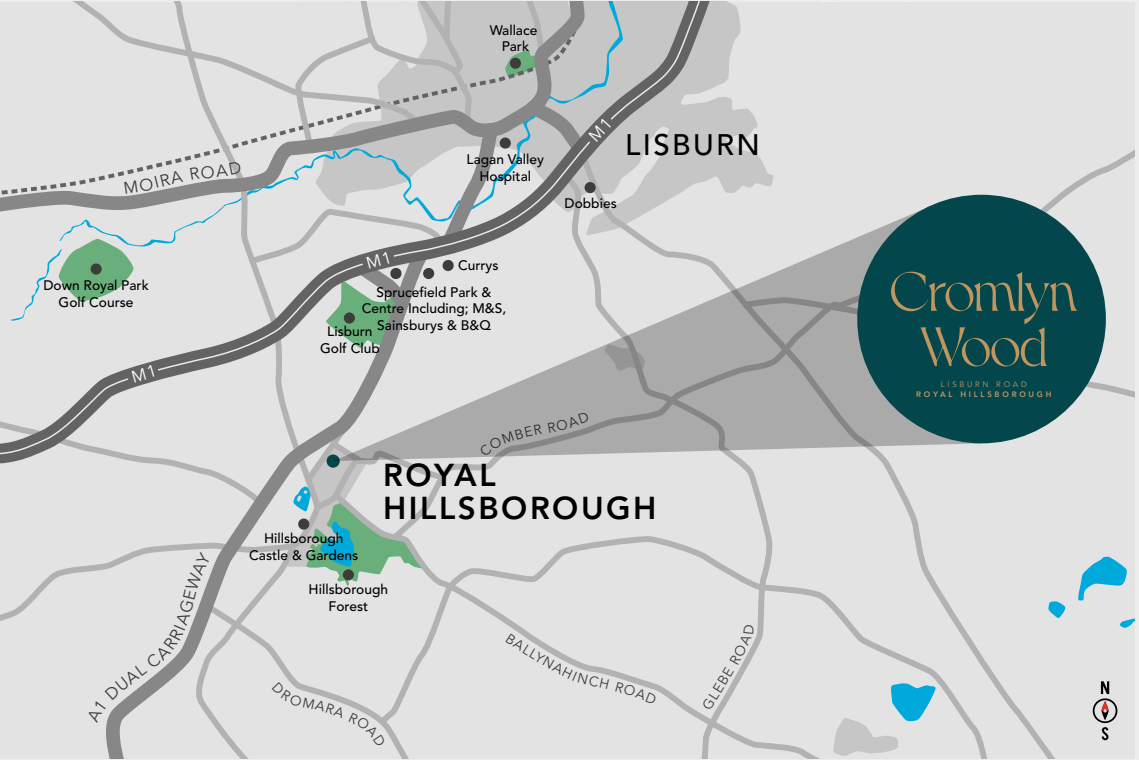 Wallace
Park
M1
LISBURN
Lagan Valley
Hospital
MOIRA ROAD
Dobbies
M1
Currys
Down Royal Park
Golf Course
Sprucefield Park &
Centre Including; M&S,
Sainsburys & B&Q
Lisburn
Golf Club
Cromlyn
Wood
LISBURN ROAD
ROYAL HILLSBOROUGH
M1
COMBER ROAD
ROYAL
HILLSBOROUGH
Hillsborough
Castle & Gardens
Hillsborough
Forest
A1 DUAL CARRIAGEWAY
BALLYNAHINCH ROAD
GLEBE ROAD
DROMARA ROAD
N
S